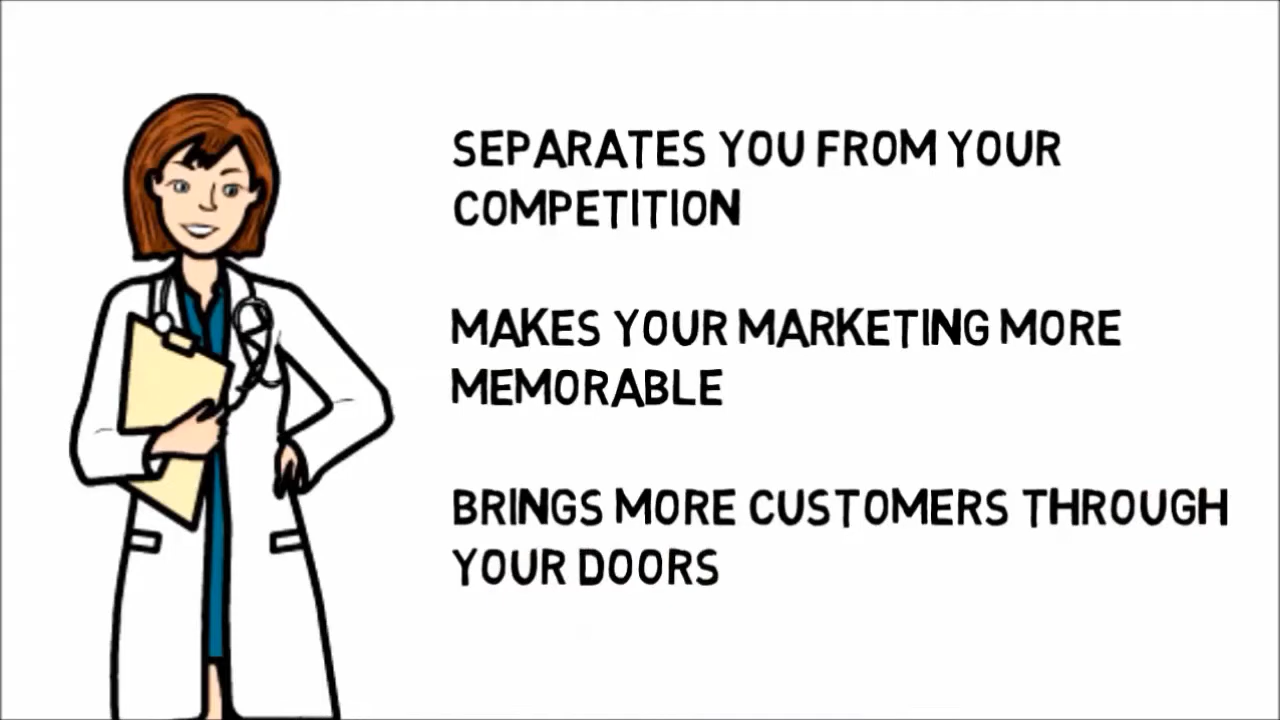 SEPARATES YOU FROM YOUR
COMPETITION
MAKES YOUR MARKETING MORE
MEMORABLE
BRINGS MORE CUSTOMERS THROUGH
YOUR DOORS